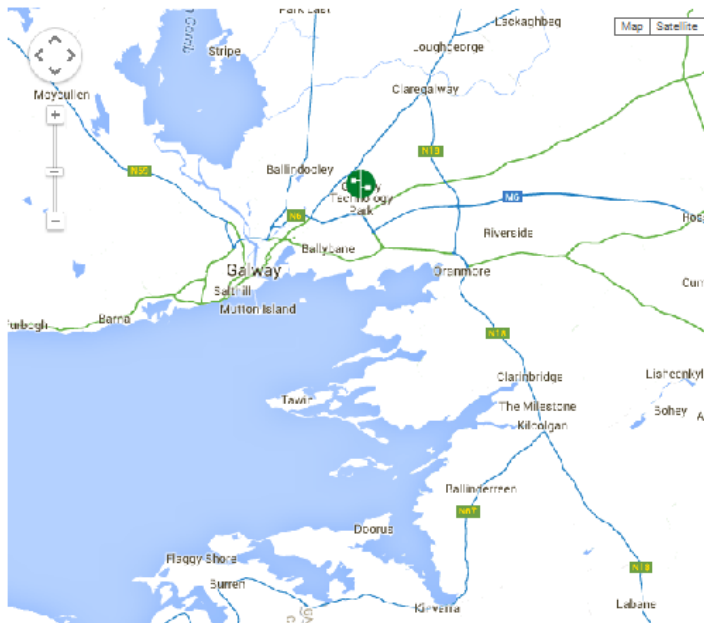 Lackaghbeg
Map
Satellite
Loughgeorge
Stripe
Moycullen
Claregalway
N18
Ballindooley
N59
Technology
Park
M6
N6
Riverside
Ballybane
Galway
Oranmore
Salthill
Mutton Island
Barna
N18
Clarinbridge
Tawin
The Milestone
Bohey
Kilcolgan
Ballinderreen
N67
Doorus
Flaggy Shore
N18
Burren
Kinvarra
Labane